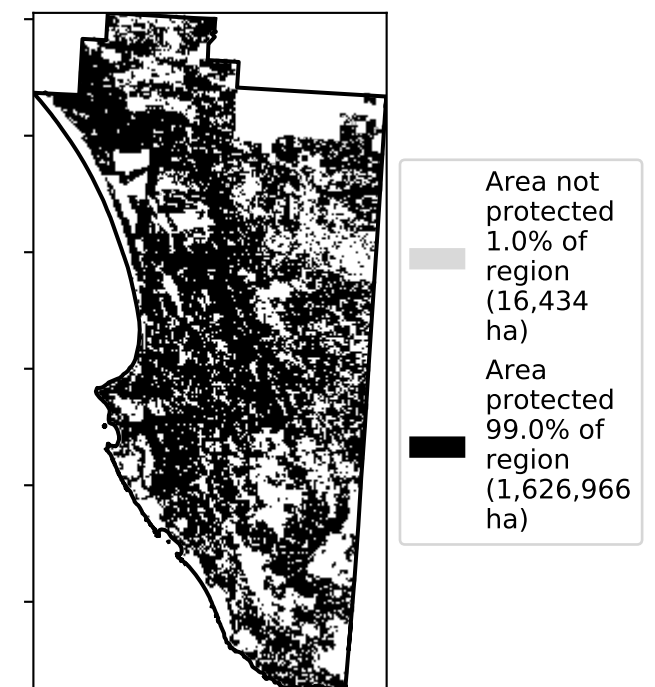 Area not
protected
1.0% of
region
(16,434
ha)
Area
protected
99.0% of
region
(1,626,966
ha)